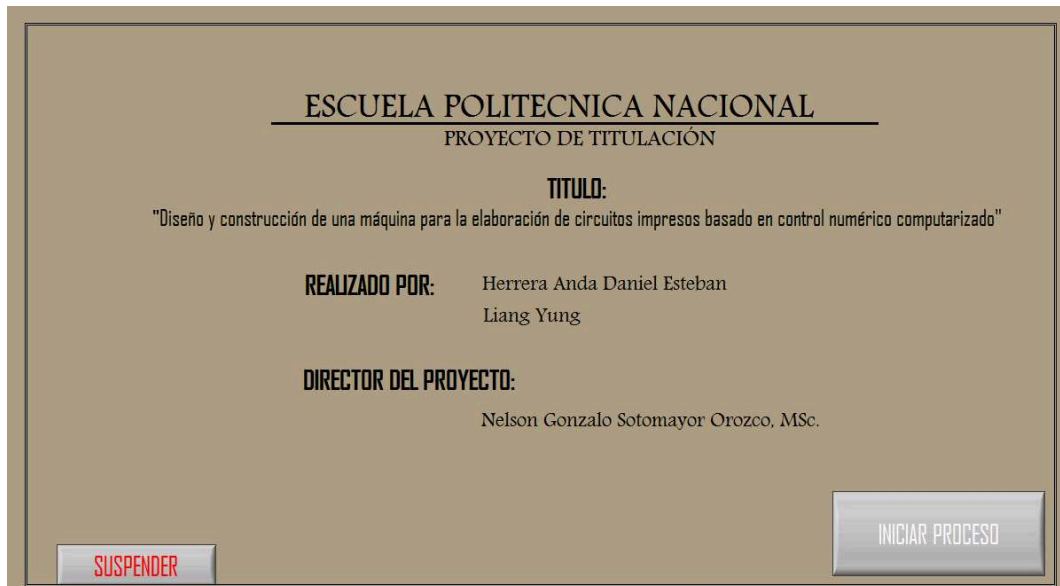 ESCUELA POLITECNICA NACIONAL
PROYECTO DE TITULACIÓN
TITULO:
"Diseño y construcción de una máquina para la elaboración de circuitos impresos basado en control numérico computarizado"
REALIZADO POR: Herrera Anda Daniel Esteban
Liang Yung
DIRECTOR DEL PROYECTO:
Nelson Gonzalo Sotomayor Orozco, MSc.
INICIAR PROCESO
SUSPENDER